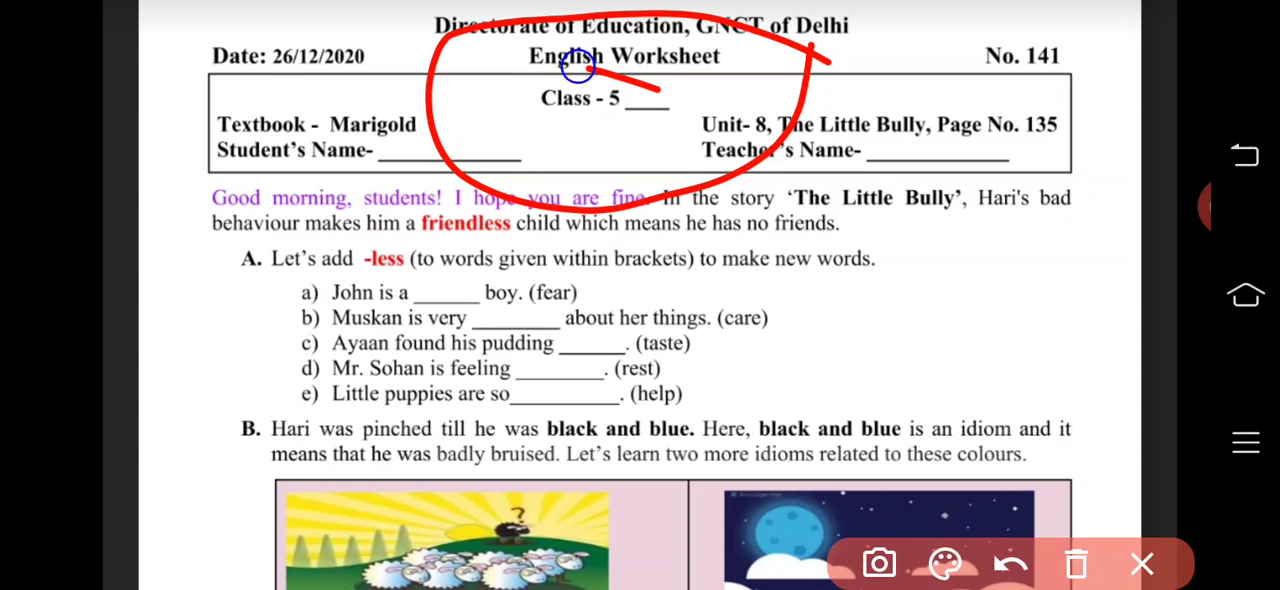 Directorate of Education, GNCT of Delhi
Date: 26/12/2020 English Worksheet No. 141
Class - 5 ____
Textbook - Marigold Unit- 8, The Little Bully, Page No. 135
Student's Name- ____________ Teacher's Name- ____________
Good morning, students! I hope you are fine. In the story ‘The Little Bully’, Hari's bad
behaviour makes him a friendless child which means he has no friends.
A. Let’s add -less (to words given within brackets) to make new words.
a) John is a ______ boy. (fear)
b) Muskan is very ________ about her things. (care)
c) Ayaan found his pudding ______. (taste)
d) Mr. Sohan is feeling ________. (rest)
e) Little puppies are so__________. (help)
B. Hari was pinched till he was black and blue. Here, black and blue is an idiom and it
means that he was badly bruised. Let’s learn two more idioms related to these colours.
?